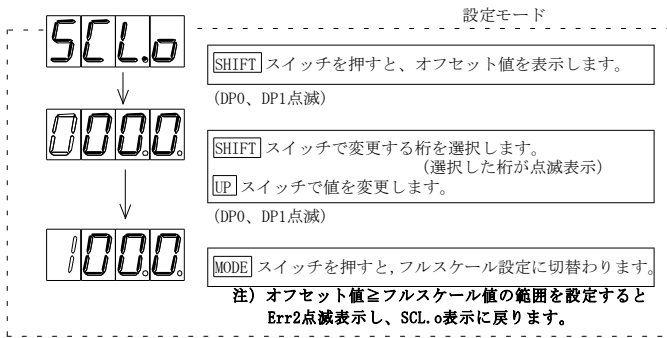 設定モード
SCL.o
SHIFT スイッチを押すと、オフセット値を表示します。
(DP0、DP1点滅)
0000.
SHIFT スイッチで変更する桁を選択します。
(選択した桁が点滅表示)
UP スイッチで値を変更します。
(DP0、DP1点滅)
1000.
MODE スイッチを押すと,フルスケール設定に切替わります。
注) オフセット値≧フルスケール値の範囲を設定すると
Err2点滅表示し、SCL.o表示に戻ります。